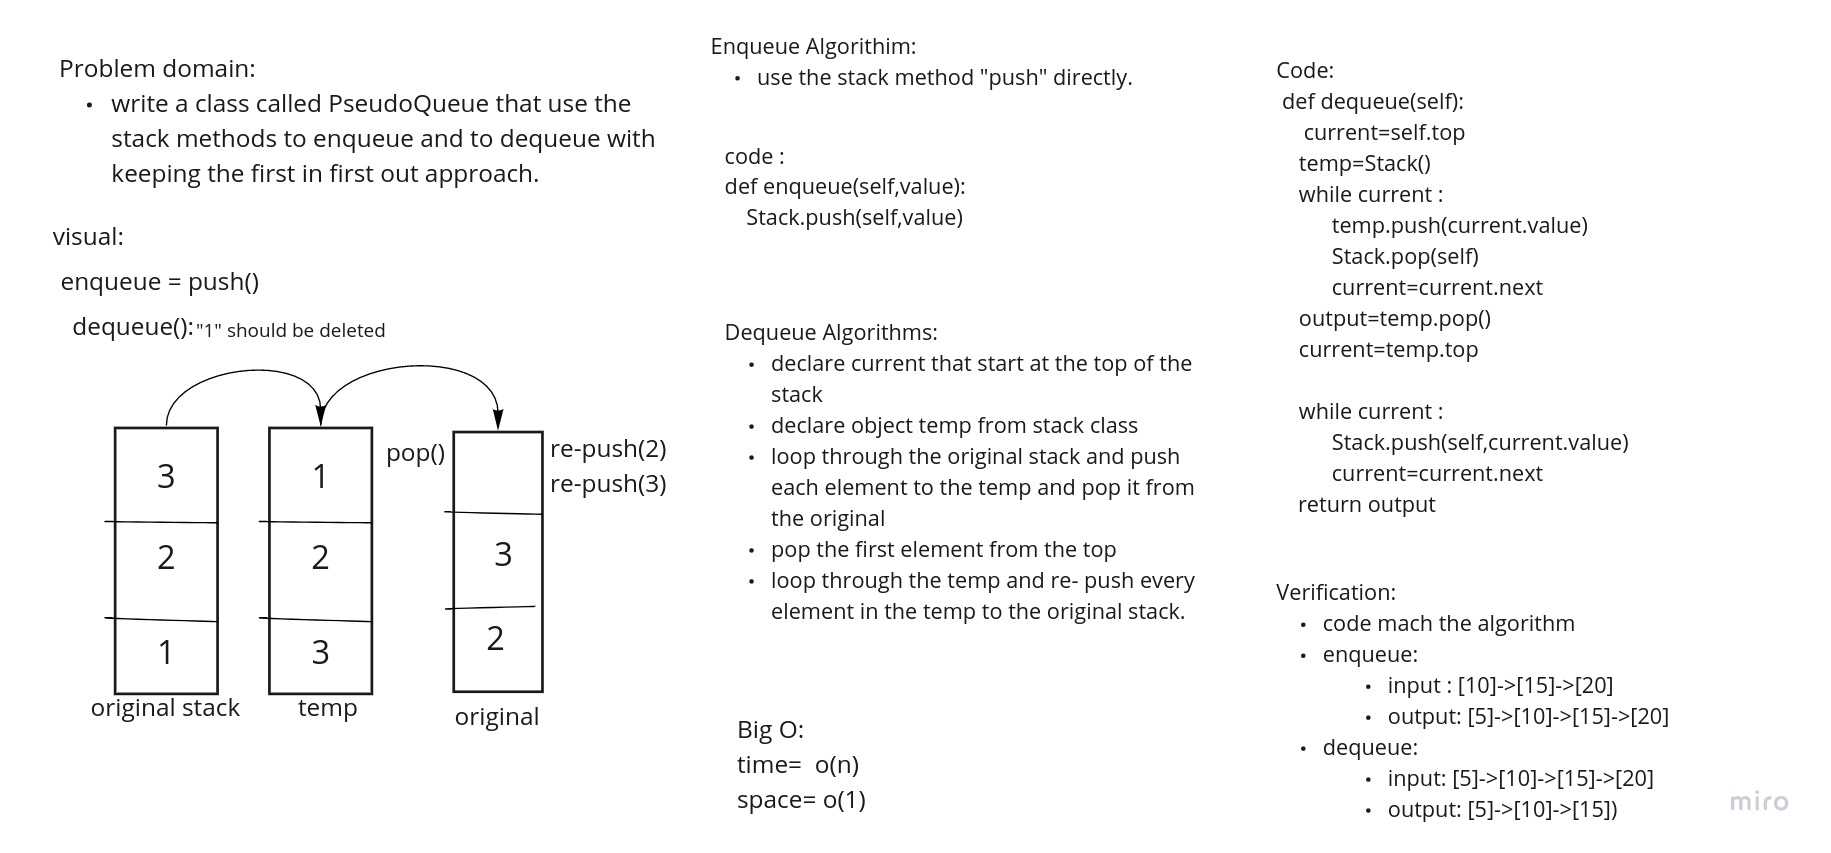 Problem domain:
• write a class called PseudoQueue that use the
stack methods to enqueue and to dequeue with
keeping the first in first out approach.
visual:
enqueue = push()
dequeue(): "1" should be deleted
3
2
1
original stack
1
2
3
temp
pop()
3
2
original
re-push(2)
re-push(3)
Enqueue Algorithim:
• use the stack method "push" directly.
code :
def enqueue(self,value):
Stack.push(self,value)
Dequeue Algorithms:
• declare current that start at the top of the
stack
• declare object temp from stack class
• loop through the original stack and push
each element to the temp and pop it from
the original
• pop the first element from the top
• loop through the temp and re- push every
element in the temp to the original stack.
Big O:
time= o(n)
space= o(1)
Code:
def dequeue(self):
current=self.top
temp=Stack()
while current :
temp.push(current.value)
Stack.pop(self)
current=current.next
output=temp.pop()
current=temp.top
while current :
Stack.push(self,current.value)
current=current.next
return output
Verification:
• code mach the algorithm
• enqueue:
• input : [10]->[15]->[20]
• output: [5]->[10]->[15]->[20]
• dequeue:
• input: [5]->[10]->[15]->[20]
• output: [5]->[10]->[15])
miro